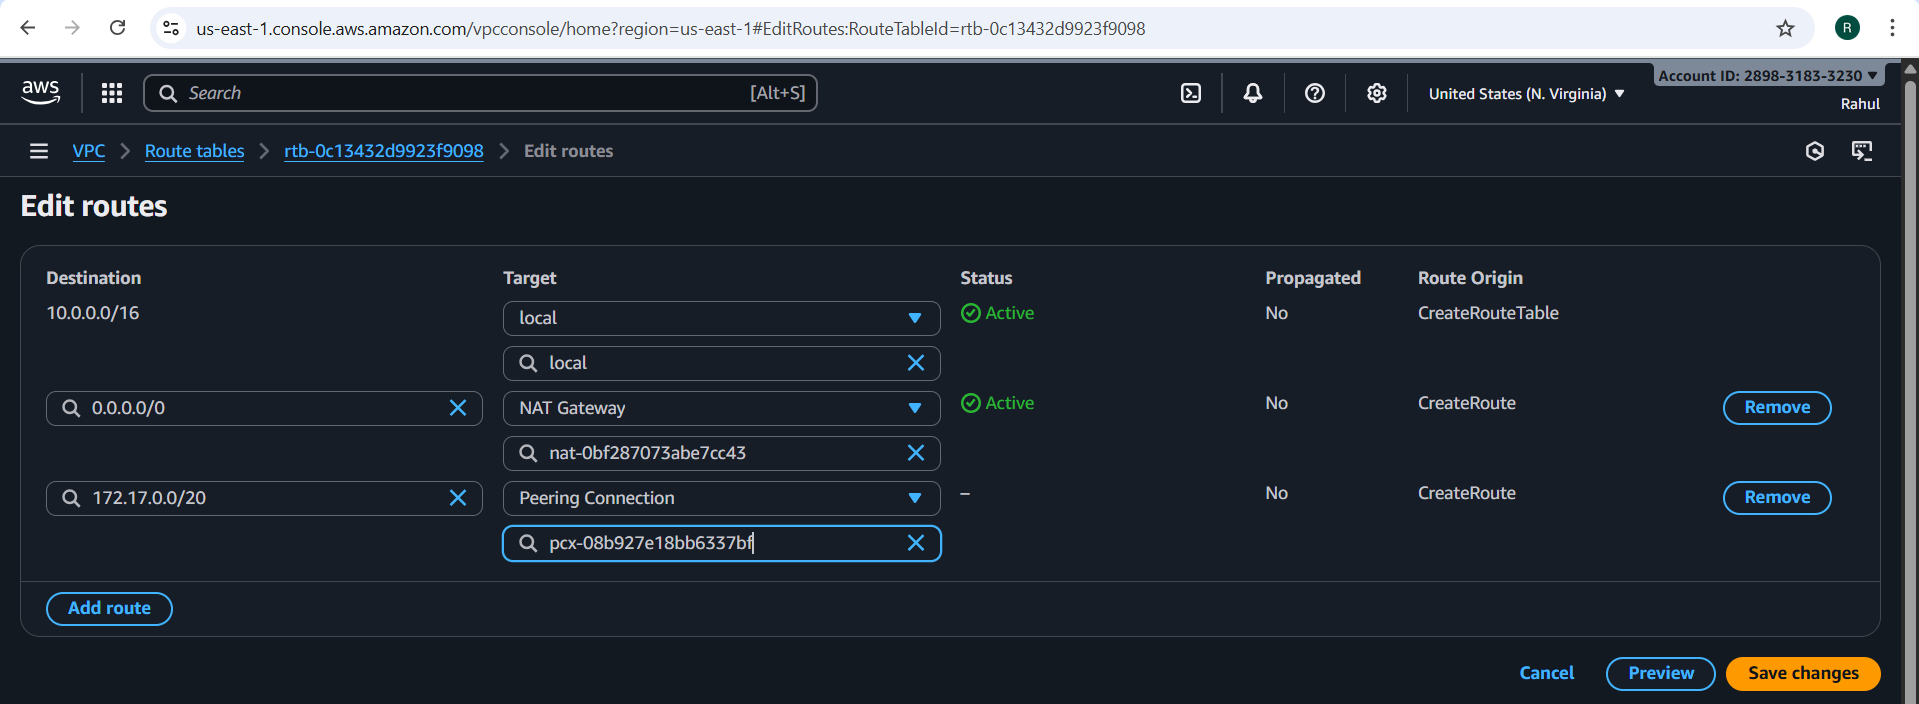 us-east-1.console.aws.amazon.com/vpcconsole/home?region=us-east-1#EditRoutes:RouteTableId=rtb-0c13432d9923f9098
R
aws
Search [Alt+S]
United States (N. Virginia)
Account ID: 2898-3183-3230
Rahul
VPC Route tables rtb-0c13432d9923f9098 Edit routes
Edit routes
Destination Target Status Propagated Route Origin
10.0.0.0/16 local Active No CreateRouteTable
local
0.0.0.0/0 NAT Gateway Active No CreateRoute Remove
nat-0bf287073abe7cc43
172.17.0.0/20 Peering Connection – No CreateRoute Remove
pcx-08b927e18bb6337bf
Add route
Cancel Preview Save changes